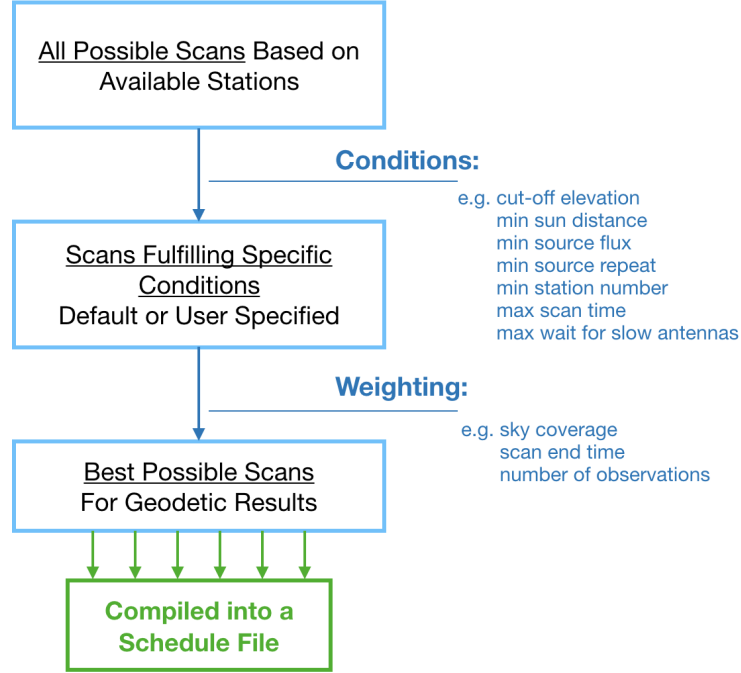 All Possible Scans Based on
Available Stations
Conditions:
e.g. cut-off elevation
min sun distance
min source flux
min source repeat
min station number
max scan time
max wait for slow antennas
Scans Fulfilling Specific
Conditions
Default or User Specified
Weighting:
e.g. sky coverage
scan end time
number of observations
Best Possible Scans
For Geodetic Results
Compiled into a
Schedule File